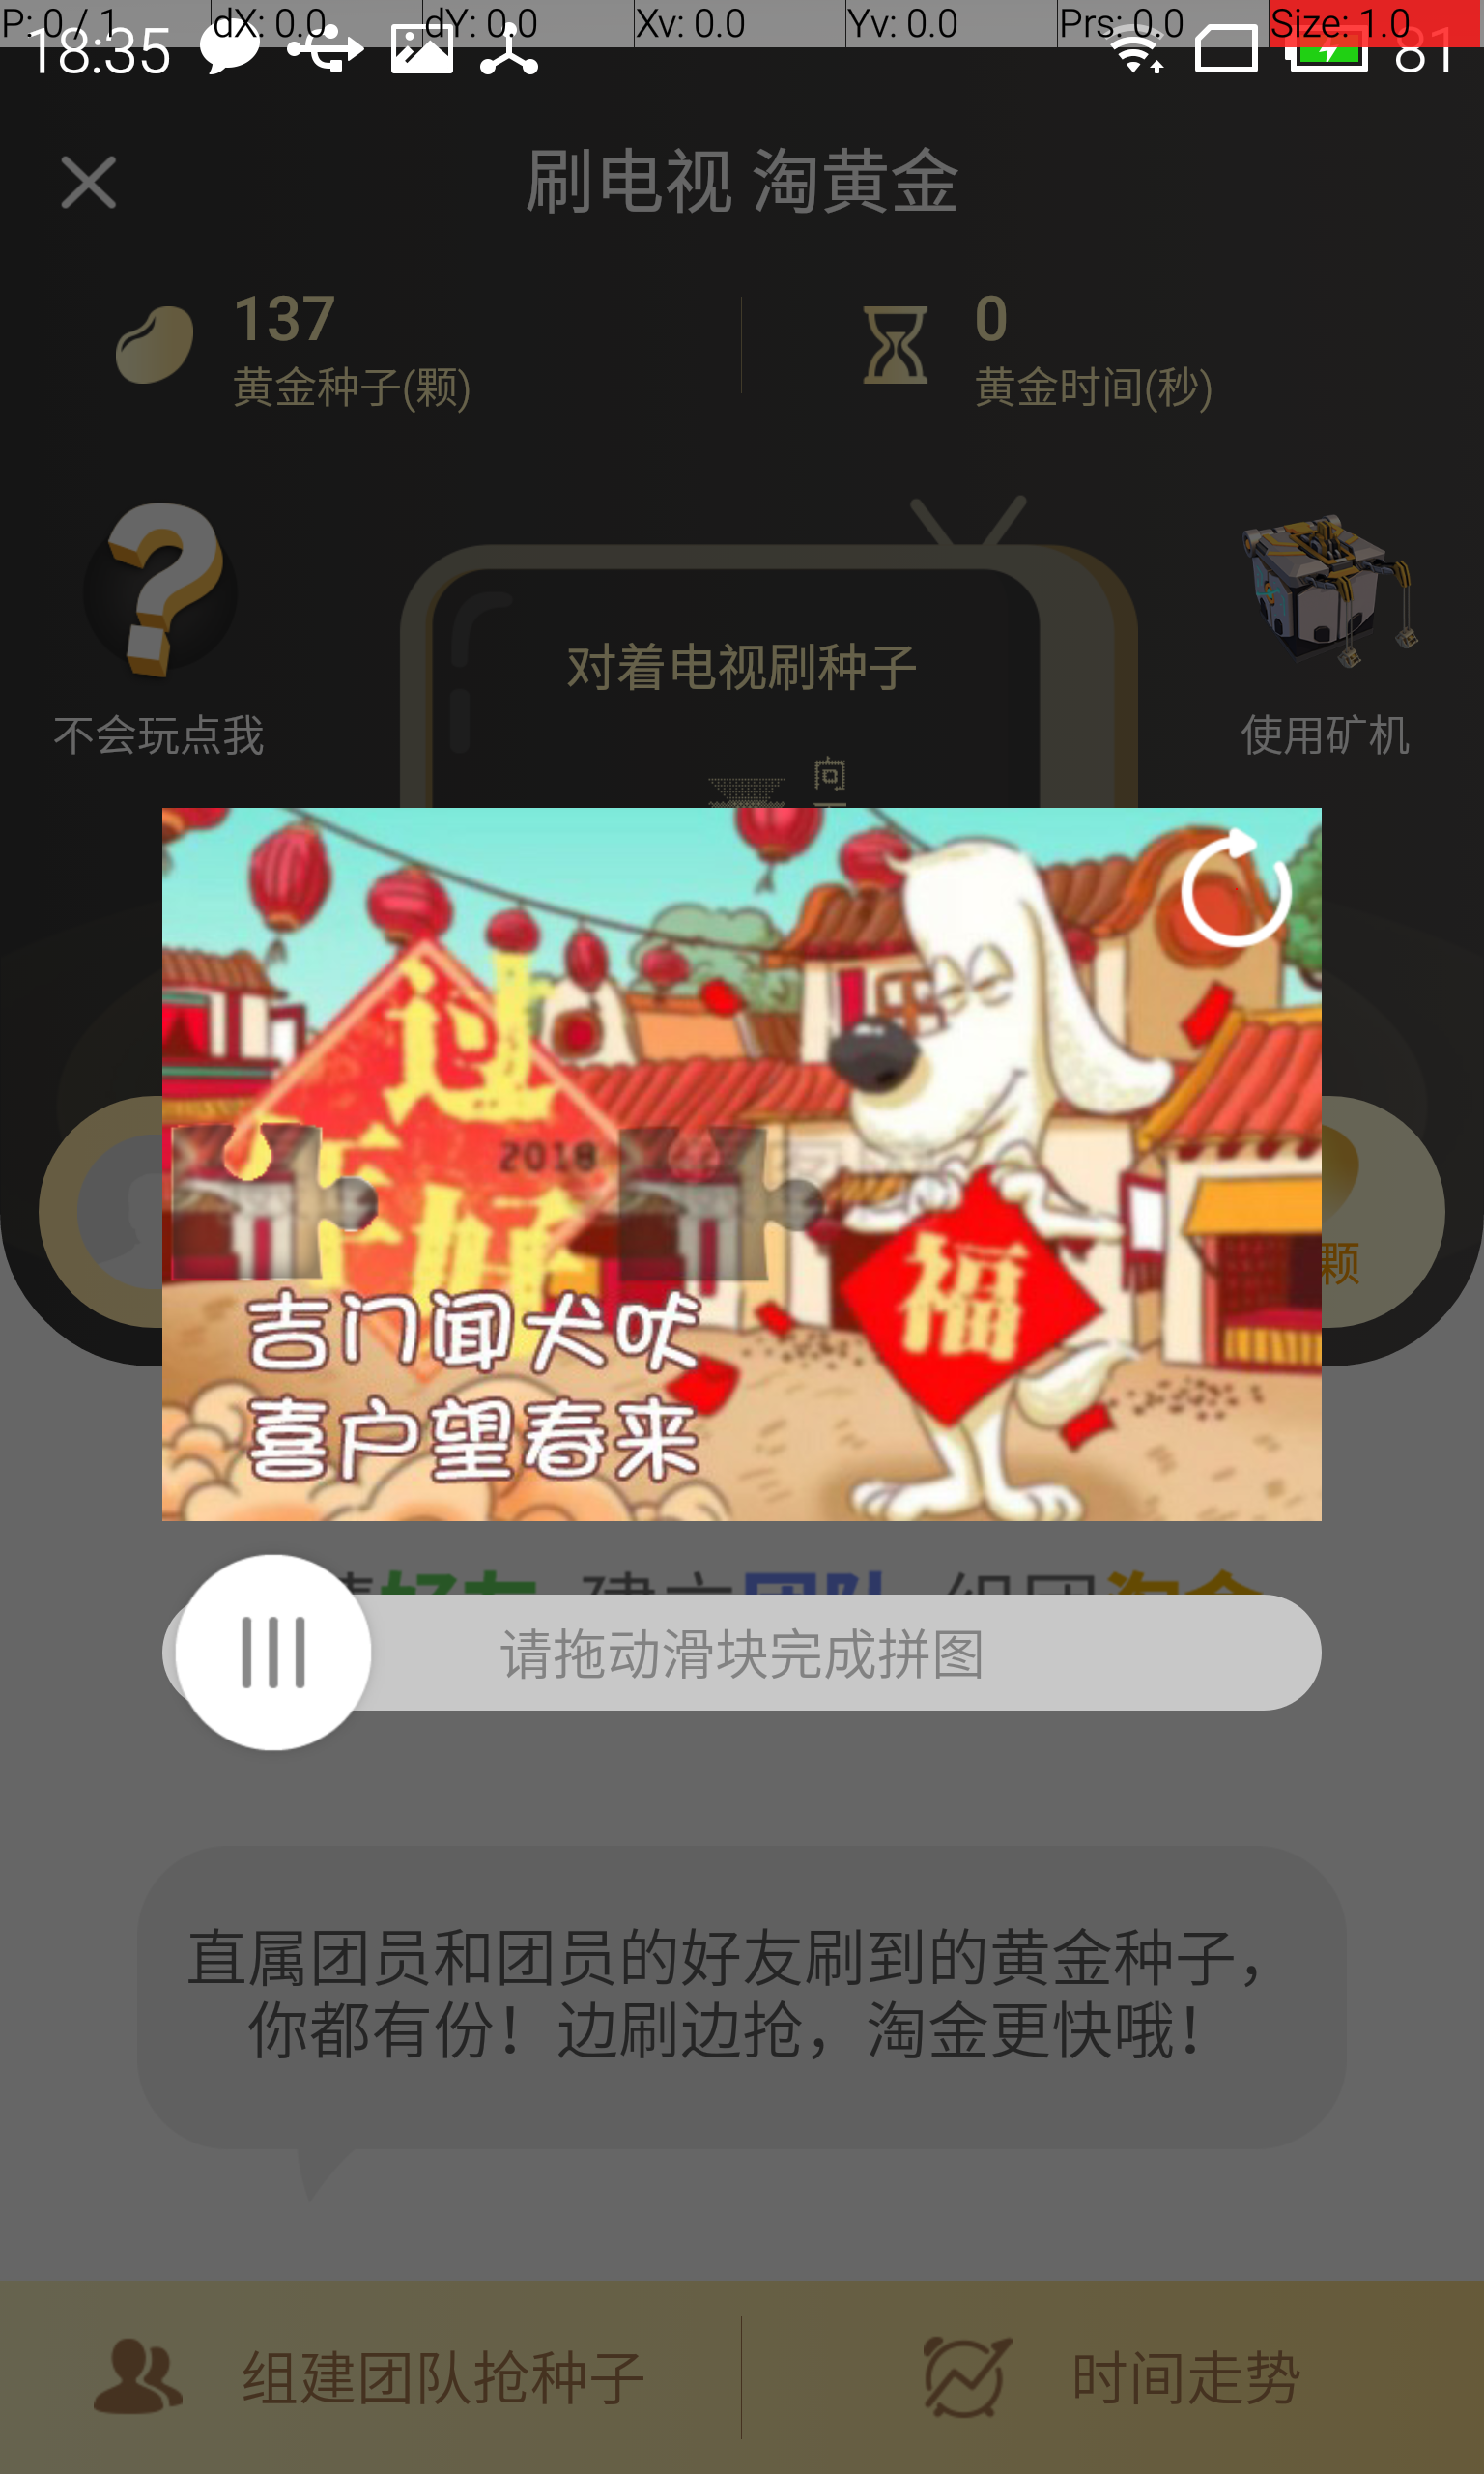 P: 0 / 1 dX: 0.0 dY: 0.0 Xv: 0.0 Yv: 0.0 Prs: 0.0 Size: 1.0
18:35 81
刷电视 淘黄金
137
黄金种子(颗)
0
黄金时间(秒)
对着电视刷种子
不会玩点我
使用矿机
过
2018
年好
福
颗
吉门闻犬吠
喜户望春来
请拖动滑块完成拼图
直属团员和团员的好友刷到的黄金种子，
你都有份！边刷边抢，淘金更快哦！
组建团队抢种子
时间走势